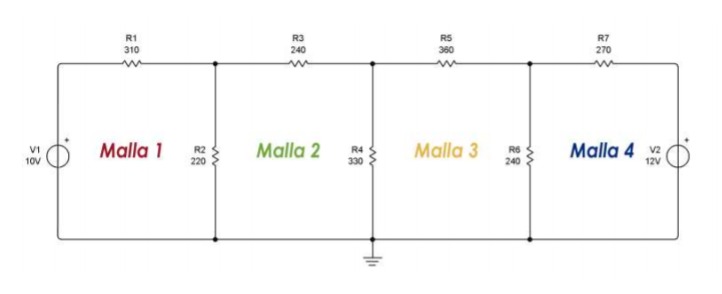 R1
310
R3
240
R5
360
R7
270
V1
10V
+
Malla 1
R2
220
Malla 2
R4
330
Malla 3
R6
240
Malla 4
V2
12V
+